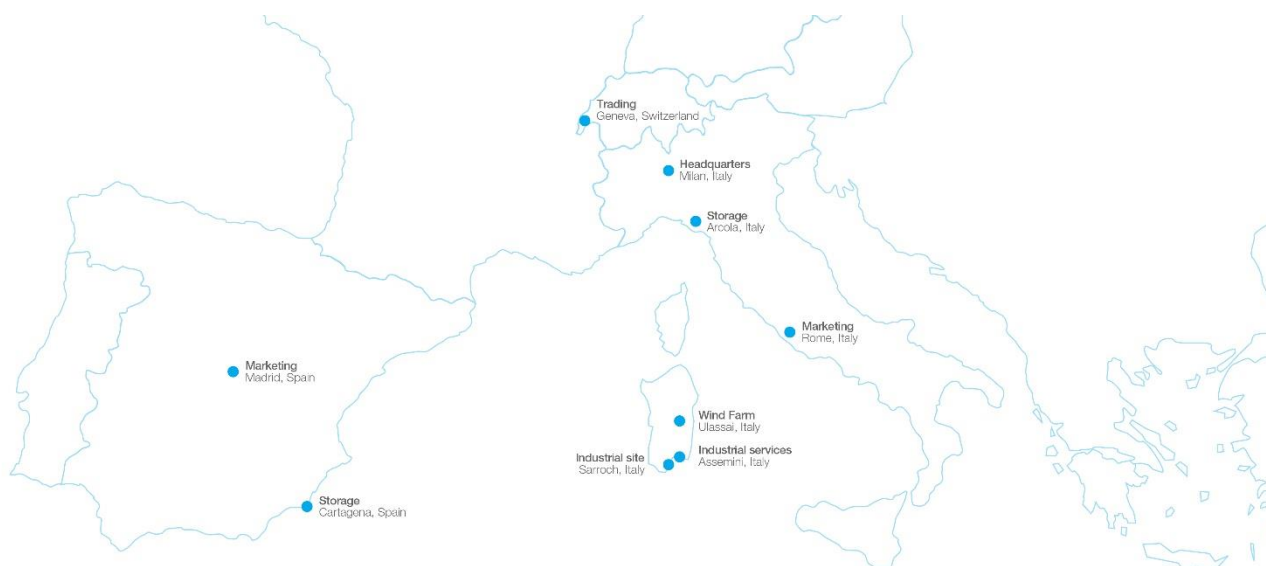 Trading
Geneva, Switzerland
Headquarters
Milan, Italy
Storage
Arcola, Italy
Marketing
Rome, Italy
Marketing
Madrid, Spain
Wind Farm
Ulassai, Italy
Industrial services
Assemini, Italy
Industrial site
Sarroch, Italy
Storage
Cartagena, Spain